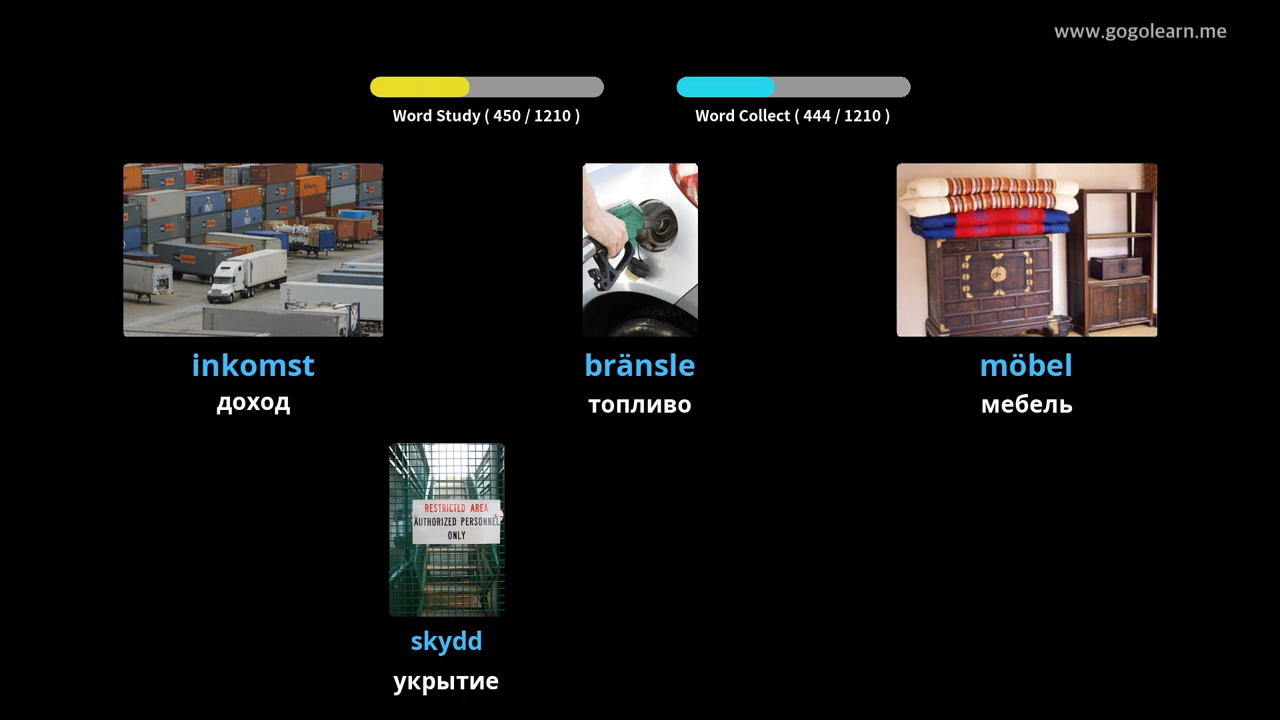 www.gogolearn.me
Word Study ( 450 / 1210 )
Word Collect ( 444 / 1210 )
inkomst
доход
bränsle
топливо
möbel
мебель
RESTRICTED AREA
AUTHORIZED PERSONNEL
ONLY
skydd
укрытие